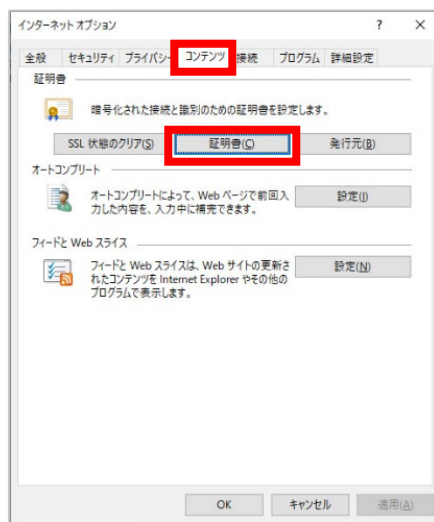 インターネット オプション ? ×
全般 セキュリティ プライバシー コンテンツ 接続 プログラム 詳細設定
証明書
暗号化された接続と識別のための証明書を設定します。
SSL 状態のクリア(S) 証明書(C) 発行元(B)
オートコンプリート
オートコンプリートによって、Web ページで前回入 設定(I)
力した内容を、入力中に補完できます。
フィードと Web スライス
フィードと Web スライスは、Web サイトの更新さ 設定(N)
れたコンテンツを Internet Explorer やその他の
プログラムで表示します。
OK キャンセル 適用(A)